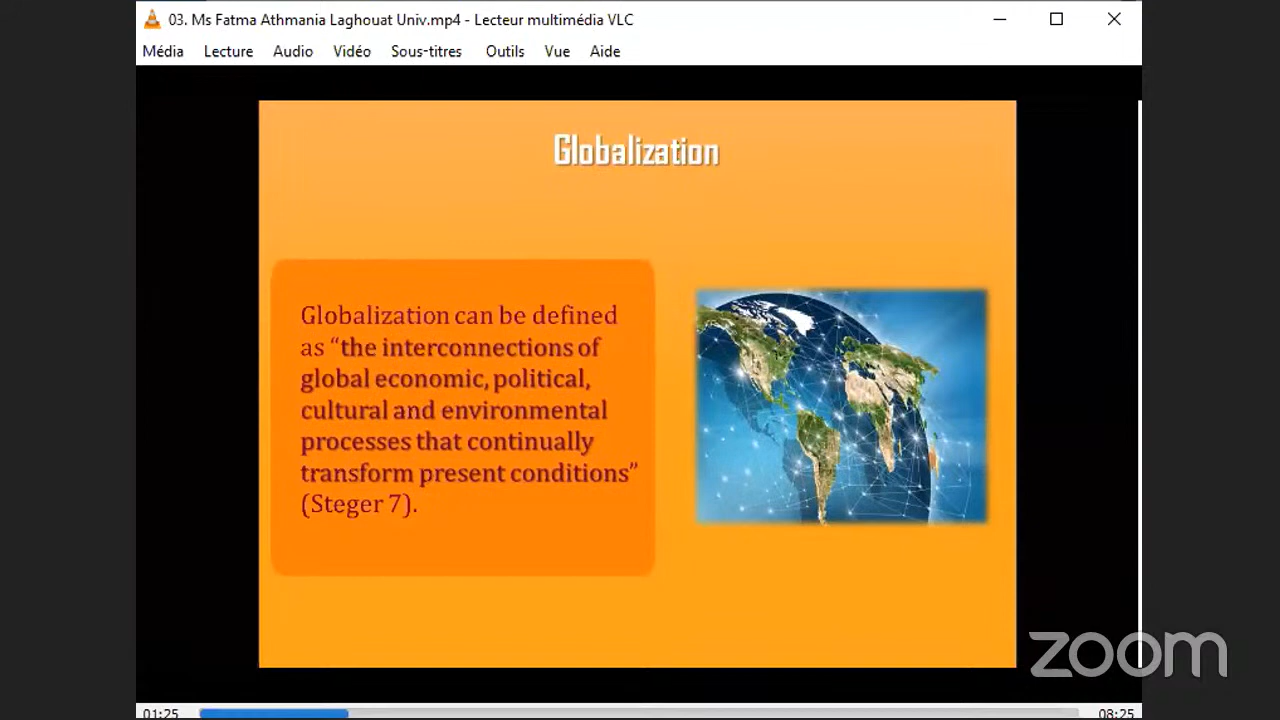 03. Ms Fatma Athmania Laghouat Univ.mp4 - Lecteur multimédia VLC
Média Lecture Audio Vidéo Sous-titres Outils Vue Aide
Globalization
Globalization can be defined
as “the interconnections of
global economic, political,
cultural and environmental
processes that continually
transform present conditions”
(Steger 7).
zoom
01:25 08:25